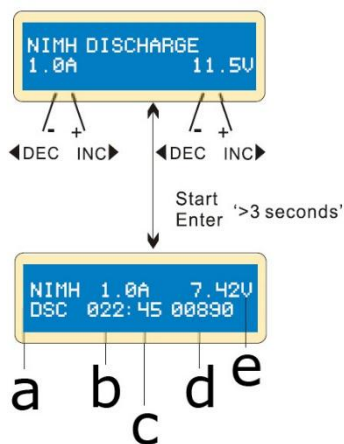 NIMH DISCHARGE
1.0A 11.5V
- + - +
◀DEC INC▶ ◀DEC INC▶
Start
Enter '>3 seconds'
NIMH 1.0A 7.42V
DSC 022:45 00890
a b c d e